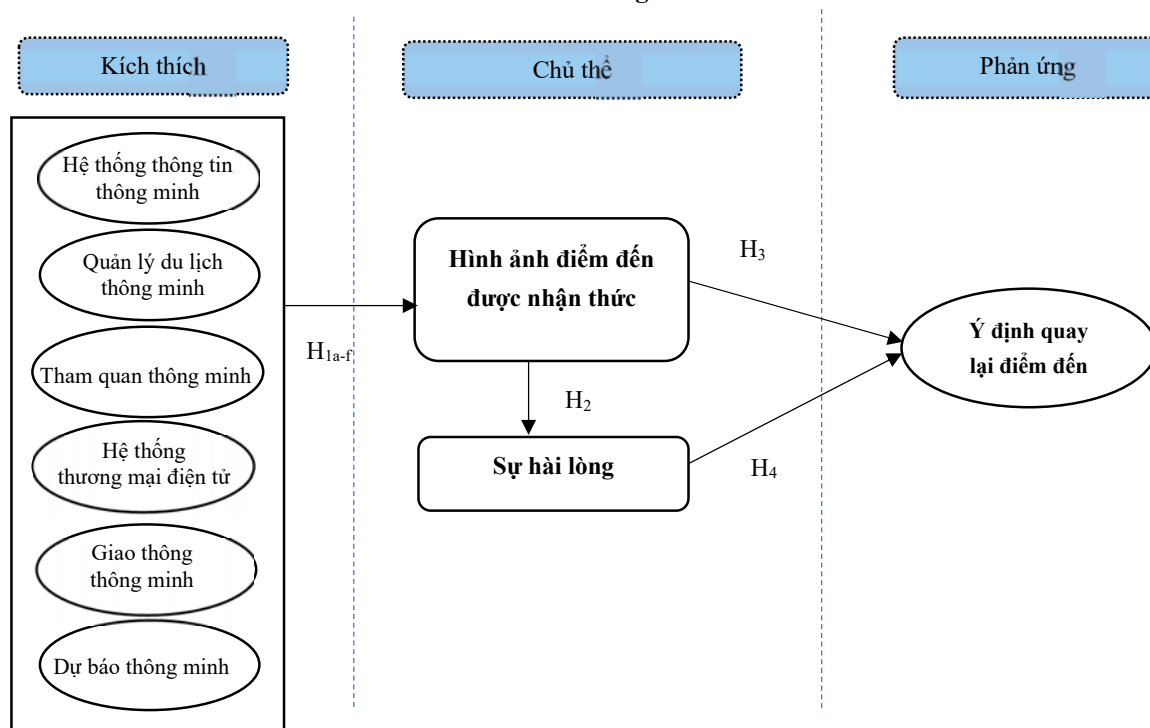 Kích thích
Chủ thể
Phản ứng
Hệ thống thông tin
thông minh
Quản lý du lịch
thông minh
Tham quan thông minh
Hệ thống
thương mại điện tử
Giao thông
thông minh
Dự báo thông minh
H1a-f
Hình ảnh điểm đến
được nhận thức
H2
Sự hài lòng
H3
H4
Ý định quay
lại điểm đến